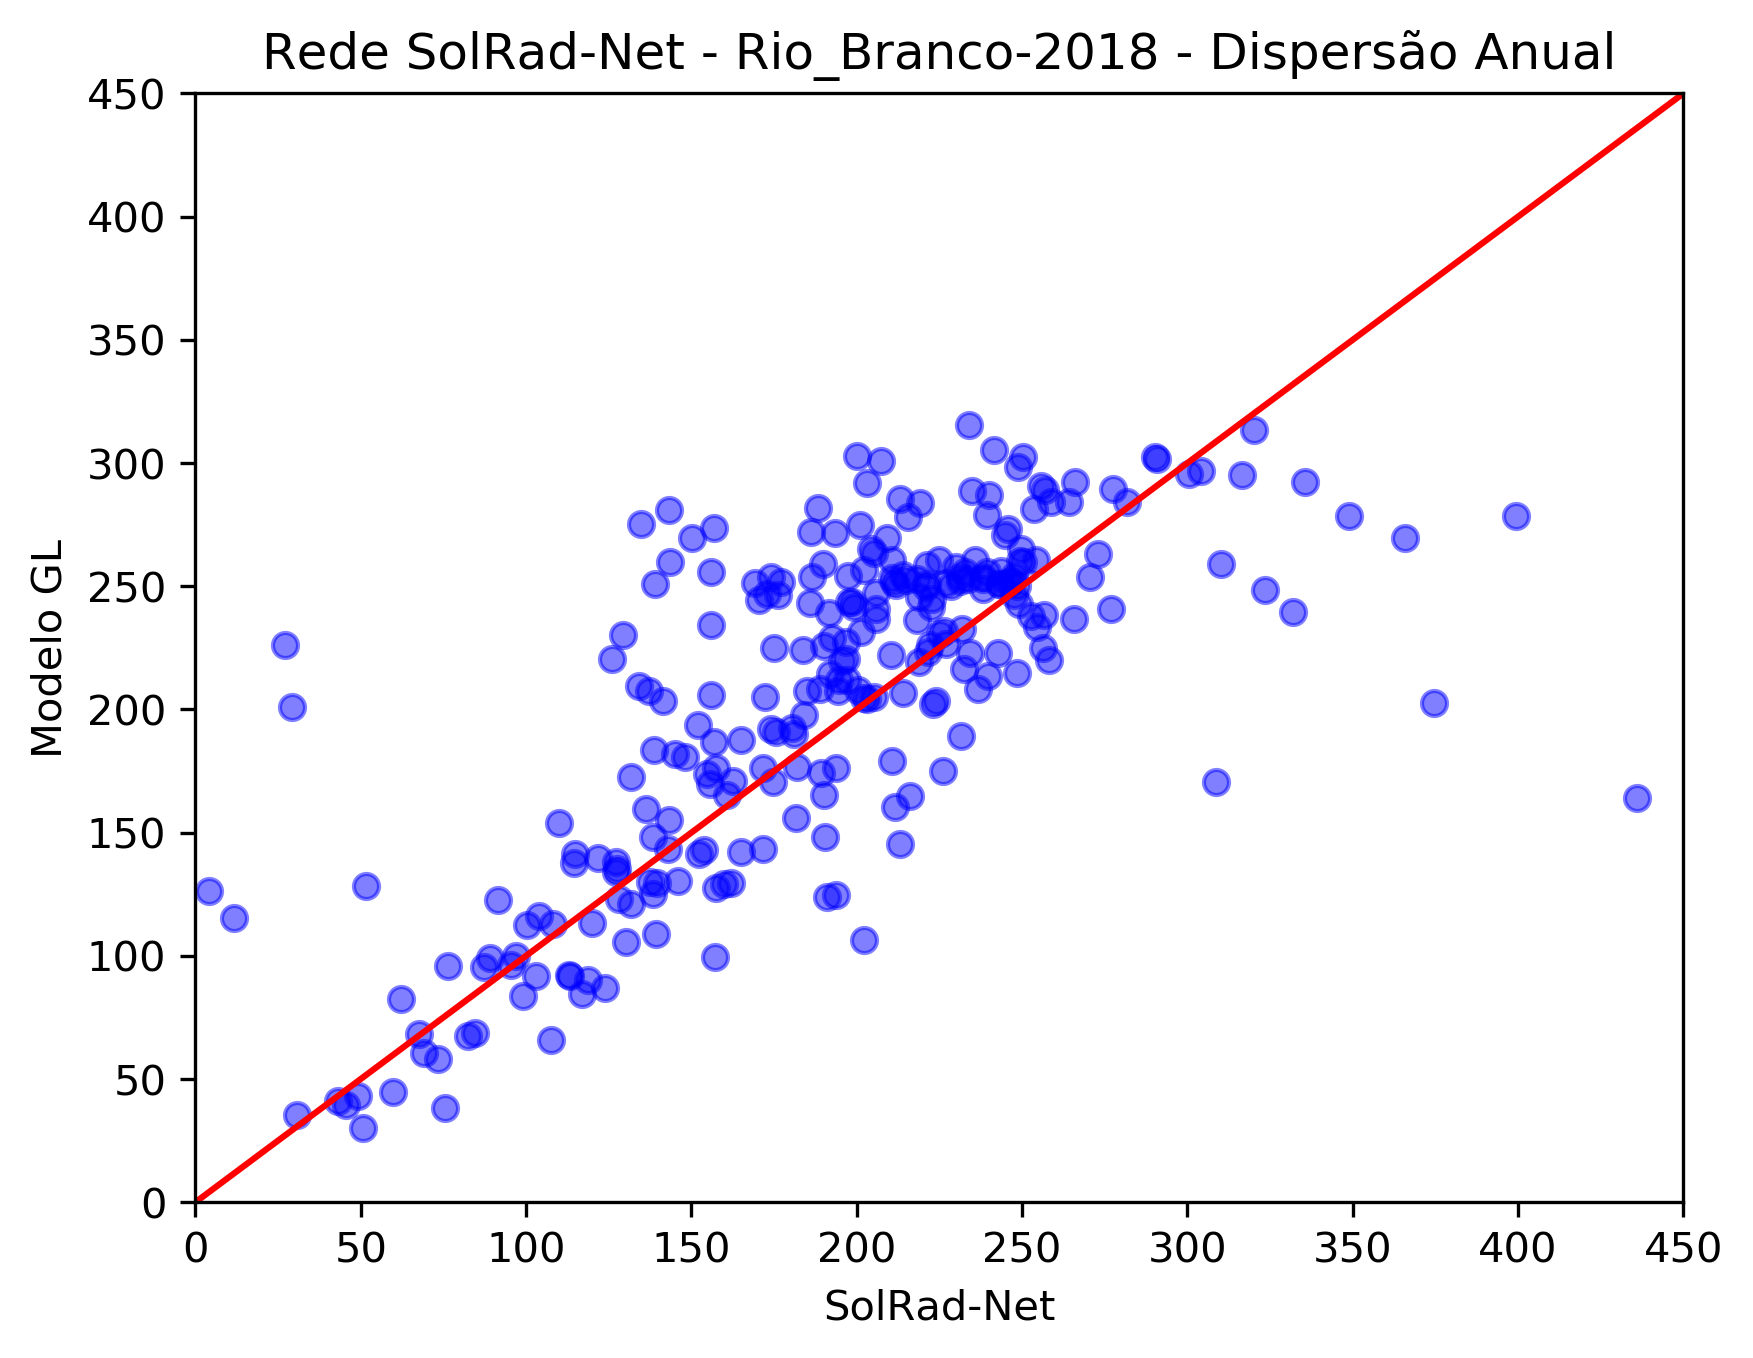 Rede SolRad-Net - Rio_Branco-2018 - Dispersão Anual
450
400
350
300
250
200
150
100
50
0
Modelo GL
0 50 100 150 200 250 300 350 400 450
SolRad-Net